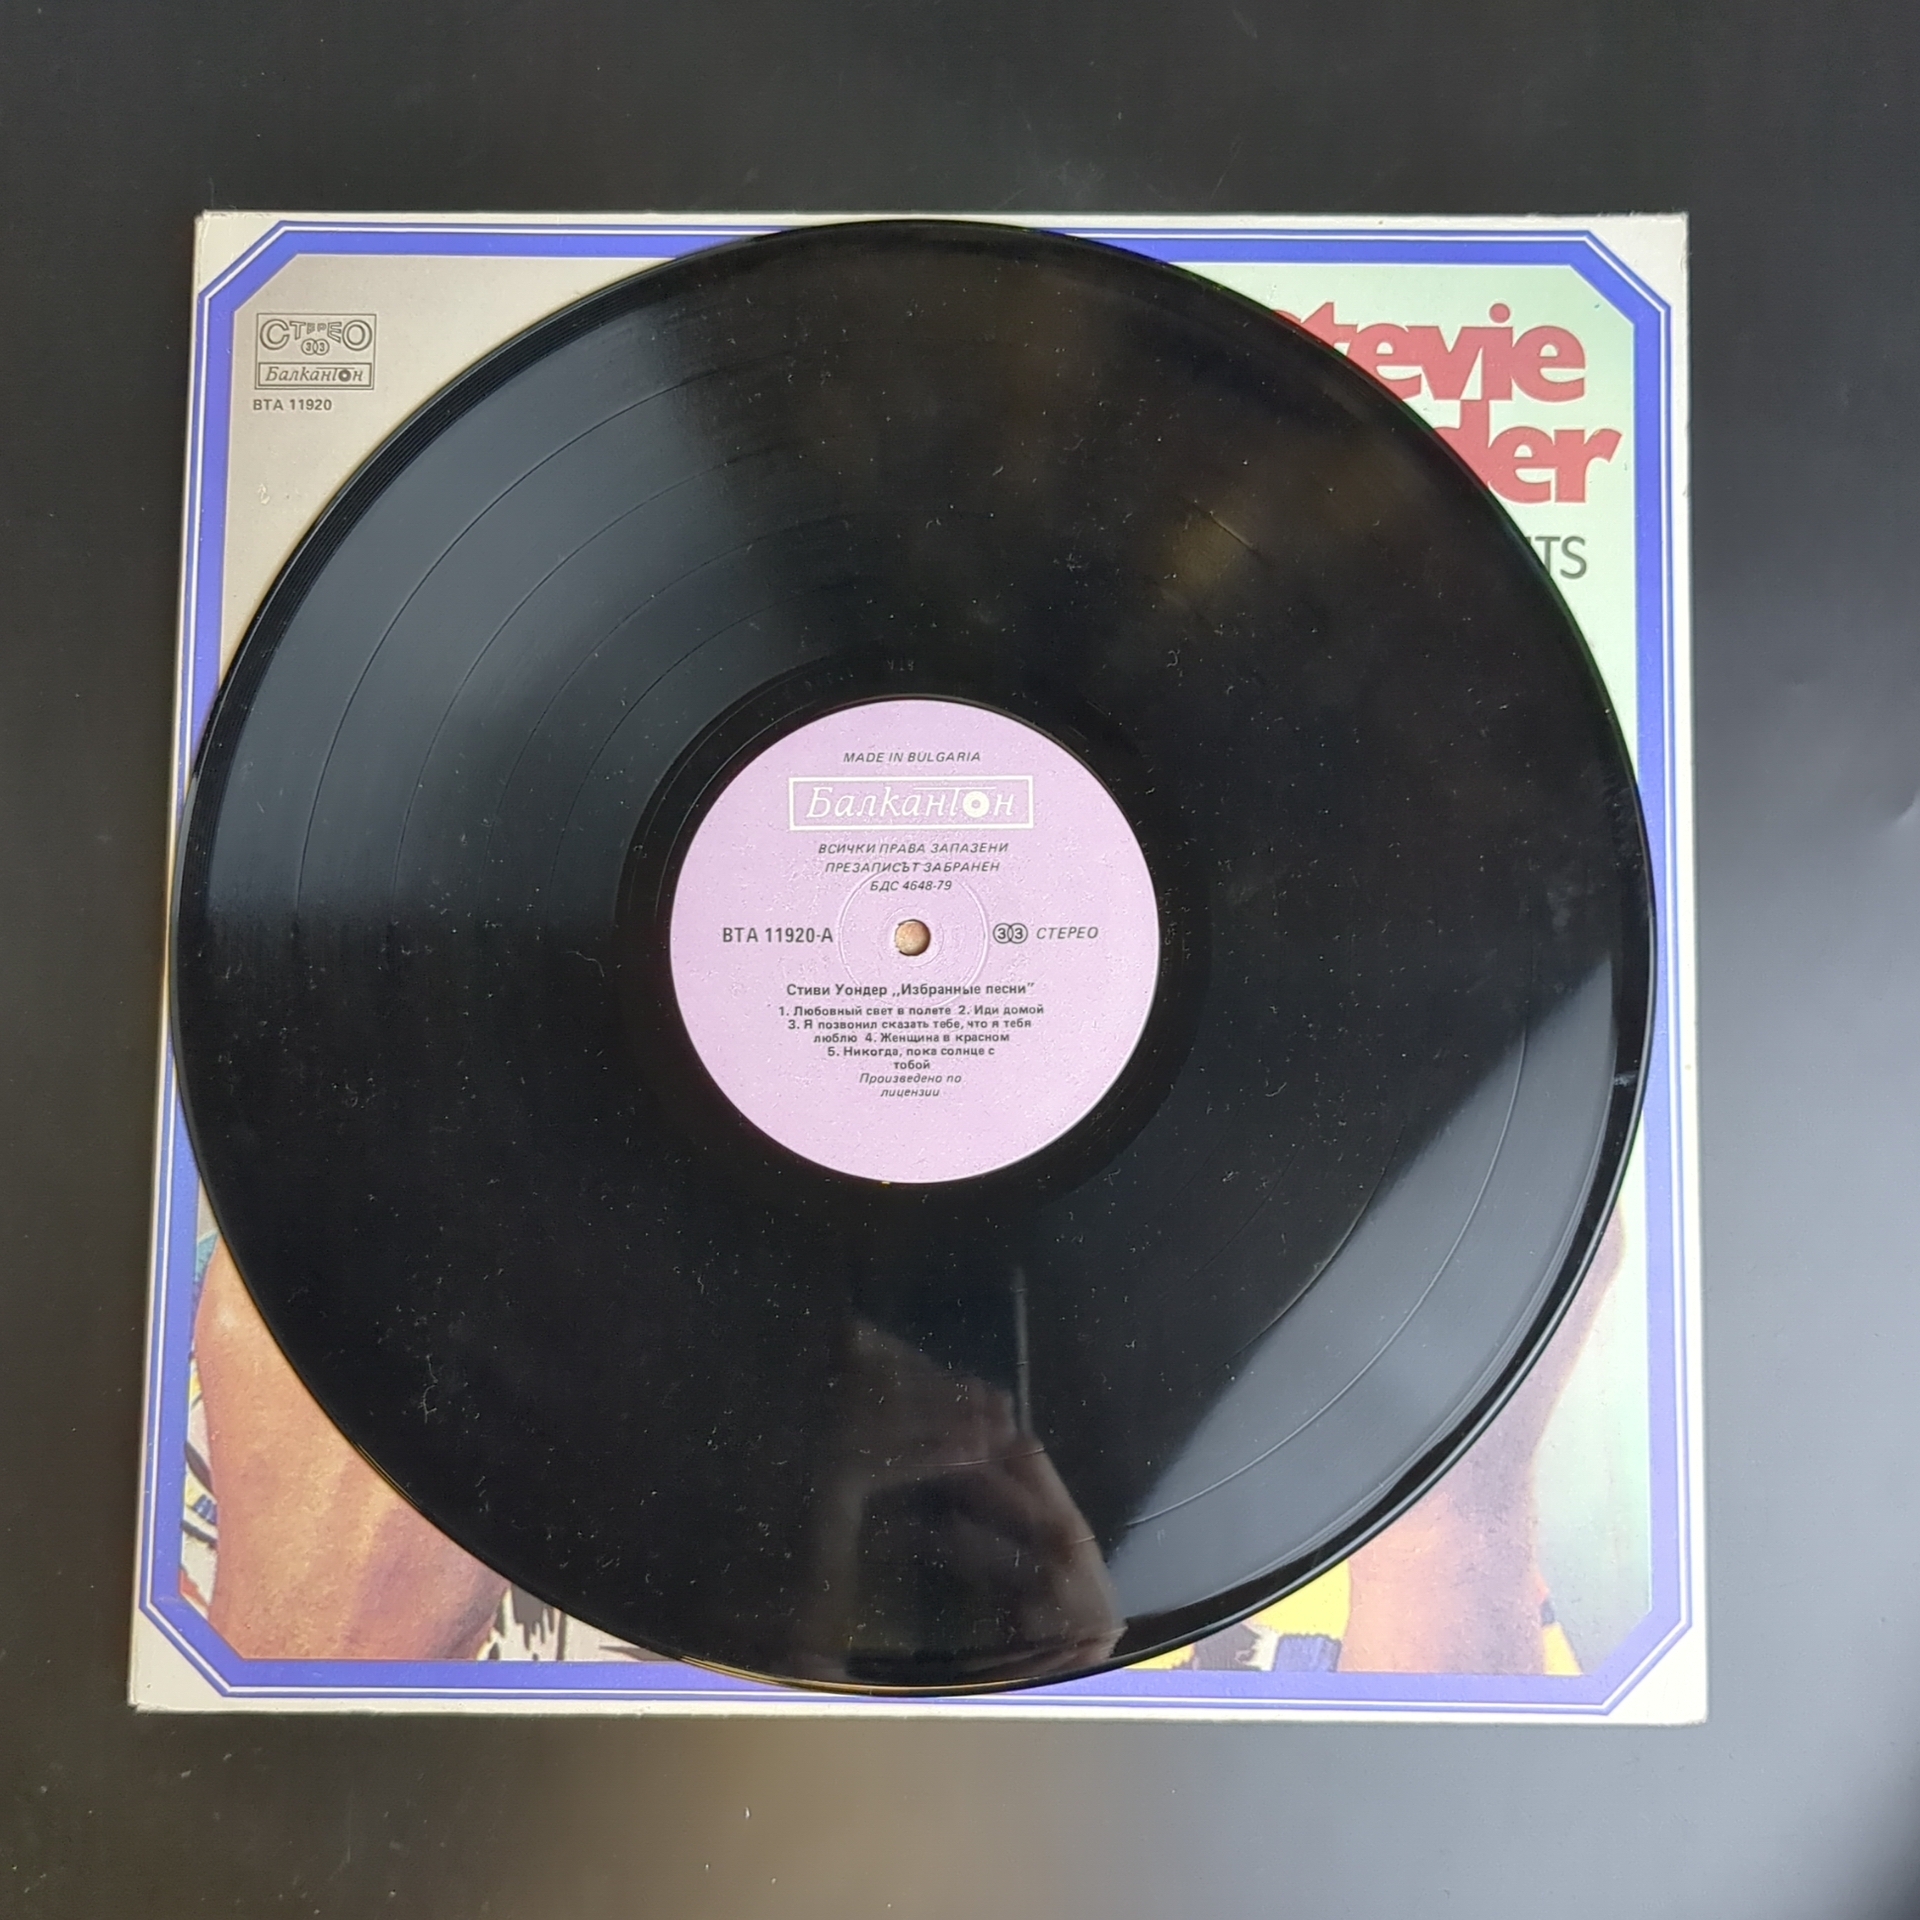 СТЕРЕО
33
Балкантон
ВТА 11920
stevie
der
ITS
MADE IN BULGARIA
Балкантон
ВСИЧКИ ПРАВА ЗАПАЗЕНИ
ПРЕЗАПИСЪТ ЗАБРАНЕН
БДС 4648-79
ВТА 11920-А
33 СТЕРЕО
Стиви Уондер „Избранные песни”
1. Любовный свет в полете 2. Иди домой
3. Я позвонил сказать тебе, что я тебя
люблю 4. Женщина в красном
5. Никогда, пока солнце с
тобой
Произведено по
лицензии